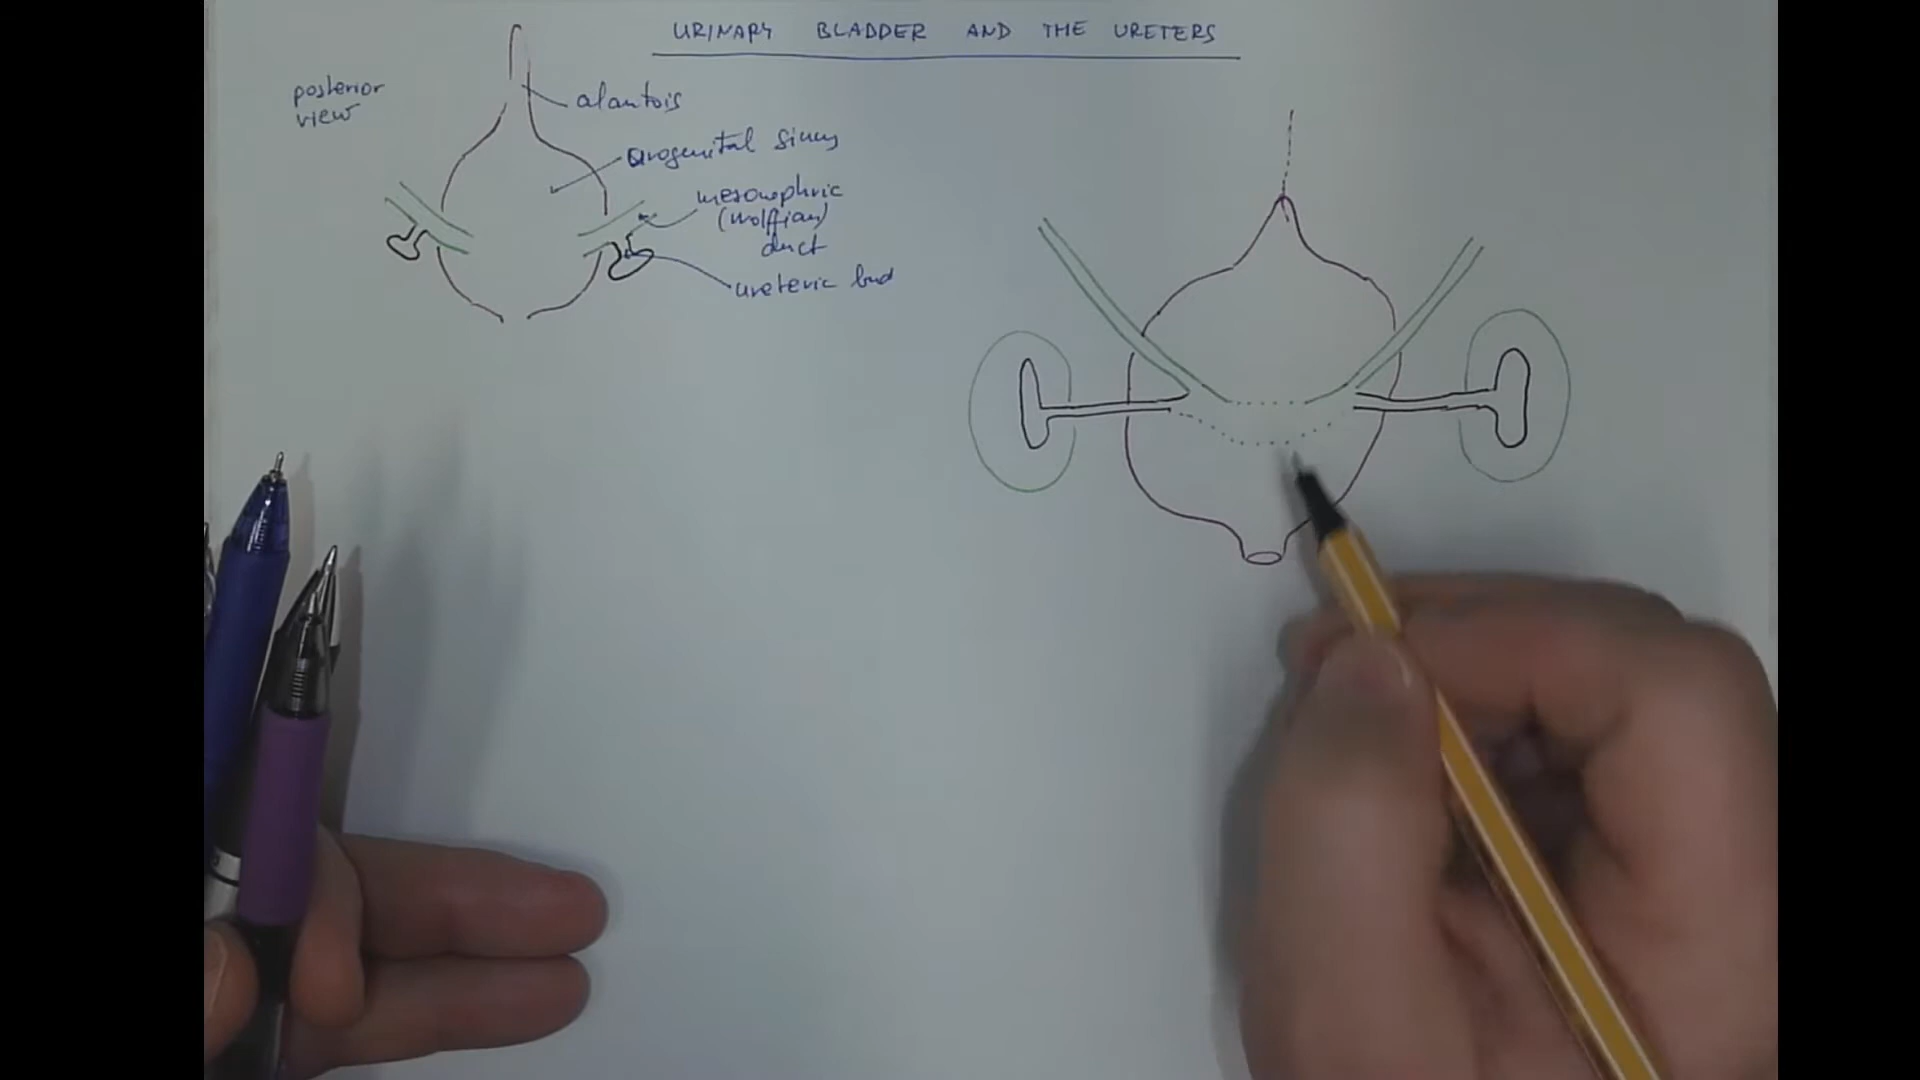 URINARY BLADDER AND THE URETERS
posterior
view
alantois
urogenital sinus
mesonephric
(Wolffian)
duct
ureteric bud